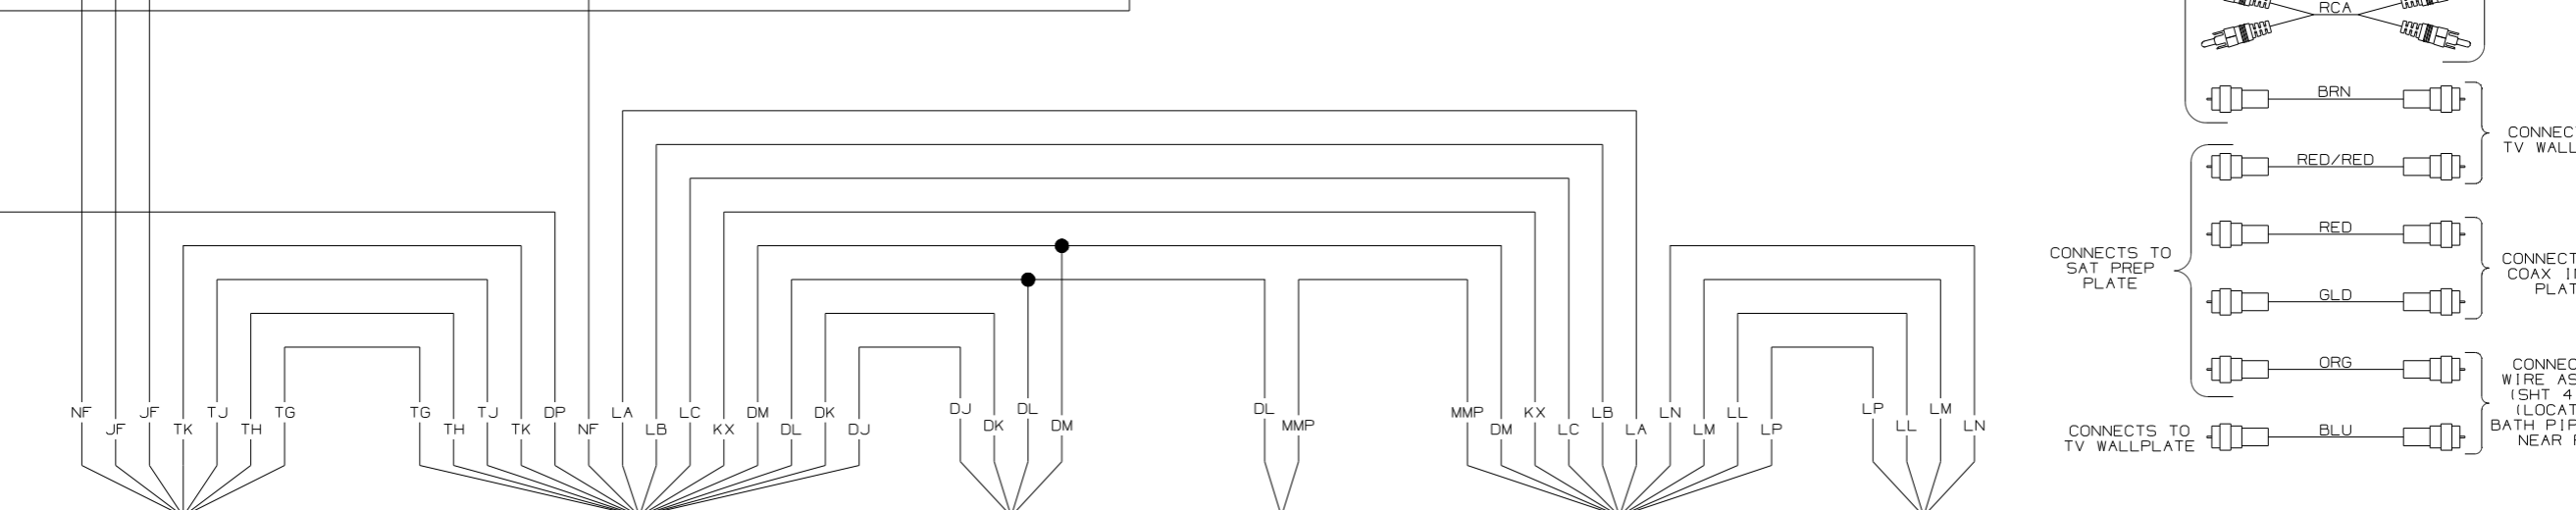 RCA
BRN
CONNEC
TV WALL
RED/RED
RED
CONNECTS TO
SAT PREP
PLATE
CONNECT
COAX I
PLAT
GLD
ORG
CONNEC
WIRE AS
(SHT 4
(LOCAT
BATH PIP
NEAR
BLU
CONNECTS TO
TV WALLPLATE
NF JF TJ TG TG TJ DP LA LC DM DK DJ DL DL MMP KX LB LN LL LP LM
JF TK TH TH TK NF LB KX DL DJ DK DM MMP DM LC LA LM LP LL LN